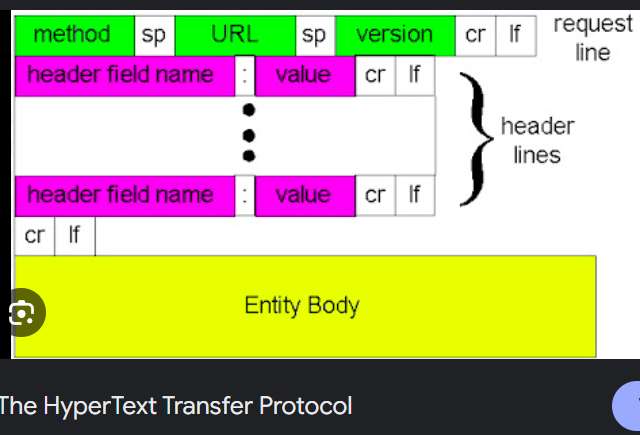 method sp URL sp version cr lf request line
header field name : value cr lf
header lines
header field name : value cr lf
cr lf
Entity Body
The HyperText Transfer Protocol